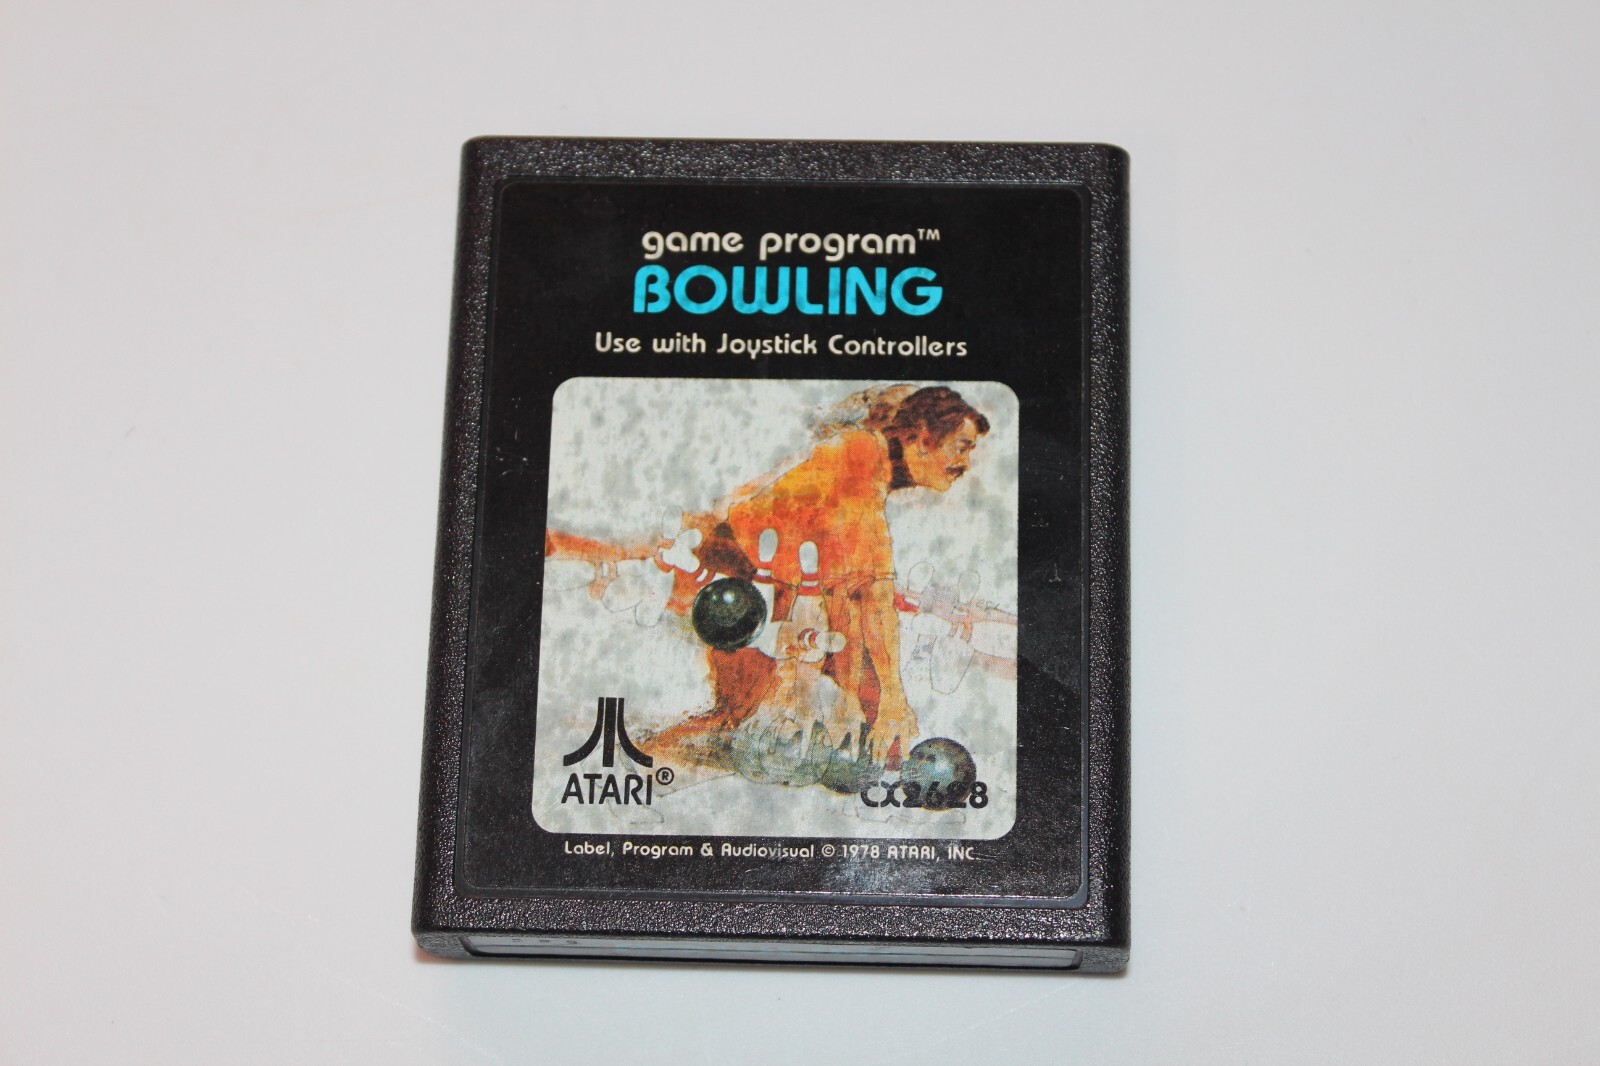 game program™
BOWLING
Use with Joystick Controllers
ATARI®
CX2628
Label, Program & Audiovisual © 1978 ATARI, INC.